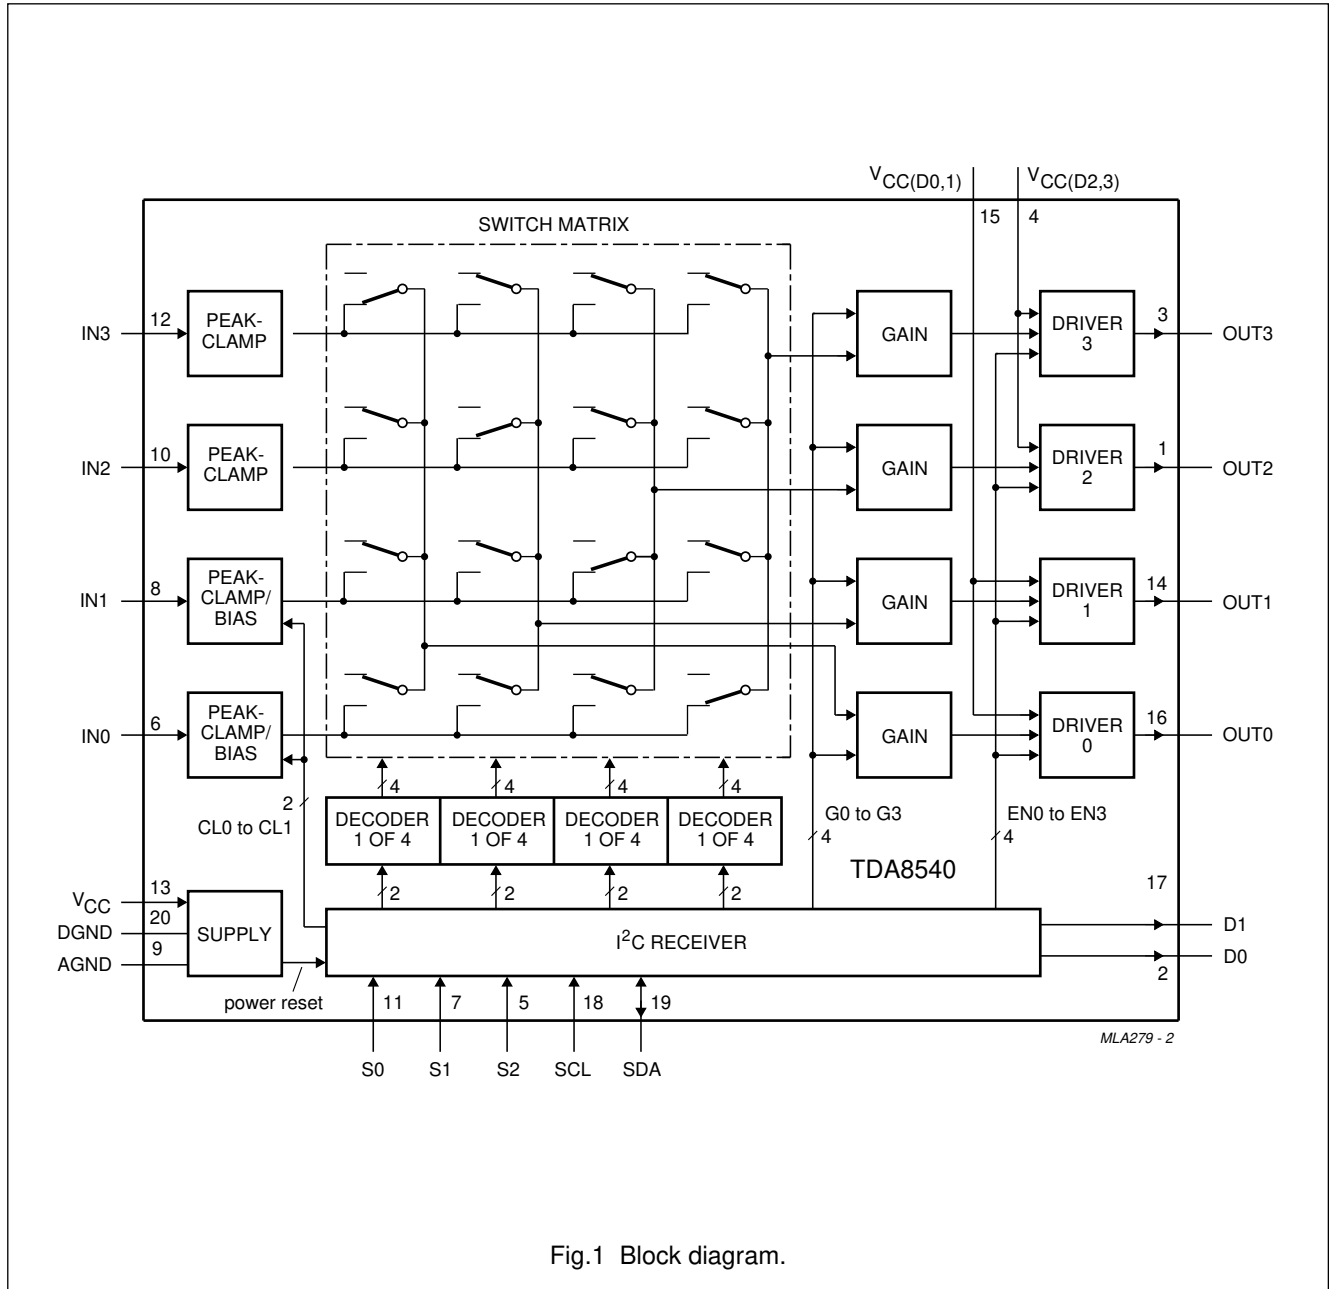 V CC(D0,1)
V CC(D2,3)
15
4
SWITCH MATRIX
IN3
12
PEAK-
CLAMP
GAIN
DRIVER
3
3
OUT3
IN2
10
PEAK-
CLAMP
GAIN
DRIVER
2
1
OUT2
IN1
8
PEAK-
CLAMP/
BIAS
GAIN
DRIVER
1
14
OUT1
IN0
6
PEAK-
CLAMP/
BIAS
GAIN
DRIVER
0
16
OUT0
4
4
4
4
2
CL0 to CL1
DECODER
1 OF 4
DECODER
1 OF 4
DECODER
1 OF 4
DECODER
1 OF 4
G0 to G3
4
EN0 to EN3
4
TDA8540
2
2
2
2
VCC
13
DGND
20
AGND
9
SUPPLY
I²C RECEIVER
17
D1
D0
2
power reset
11
7
5
18
19
S0
S1
S2
SCL
SDA
MLA279 - 2
Fig.1 Block diagram.